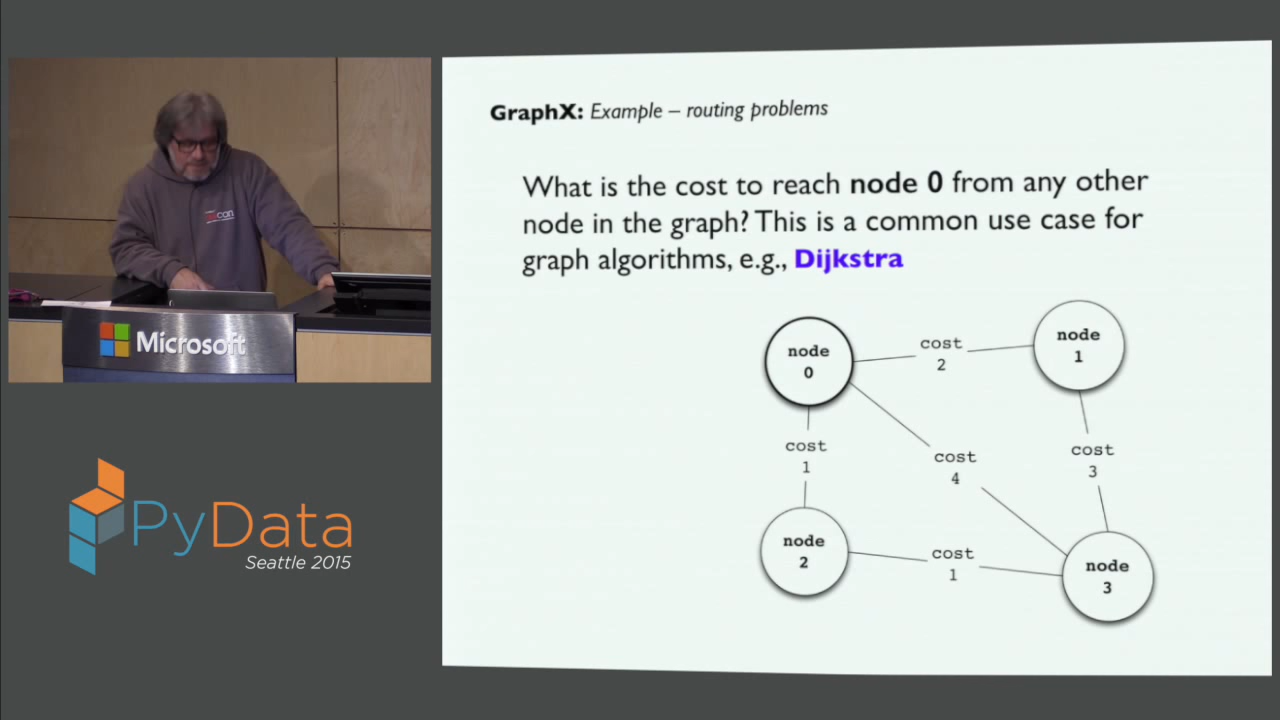 GraphX: Example – routing problems
What is the cost to reach node 0 from any other
node in the graph? This is a common use case for
graph algorithms, e.g., Dijkstra
node
0
cost
2
node
1
cost
1
cost
4
cost
3
node
2
cost
1
node
3
Microsoft
PyData
Seattle 2015